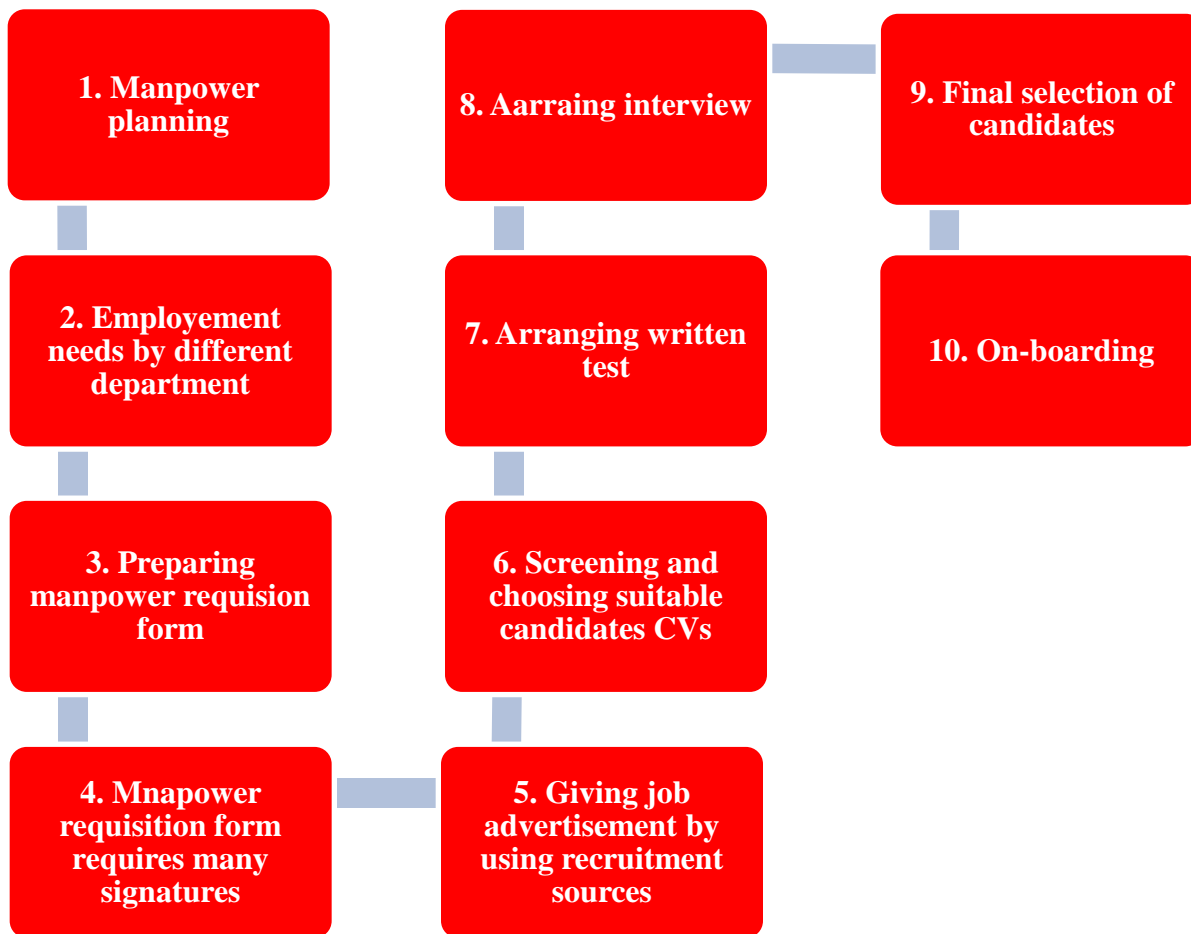 1. Manpower
planning
2. Employement
needs by different
department
3. Preparing
manpower requision
form
4. Mnapower
requisition form
requires many
signatures
5. Giving job
advertisement by
using recruitment
sources
6. Screening and
choosing suitable
candidates CVs
7. Arranging written
test
8. Aarraing interview
9. Final selection of
candidates
10. On-boarding